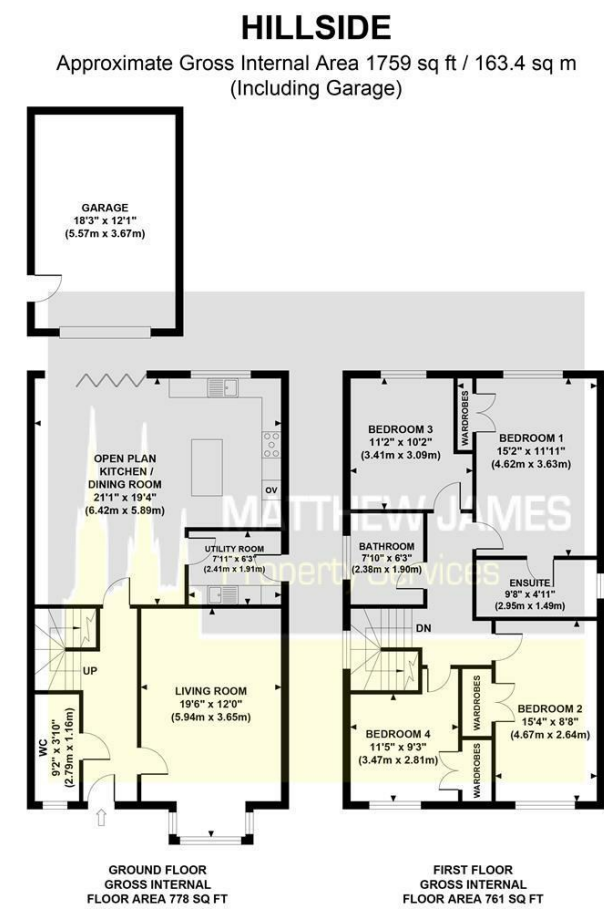 HILLSIDE
Approximate Gross Internal Area 1759 sq ft / 163.4 sq m
(Including Garage)
GARAGE
18'3" x 12'1"
(5.57m x 3.67m)
OPEN PLAN
KITCHEN /
DINING ROOM
21'1" x 19'4"
(6.42m x 5.89m)
OV
UTILITY ROOM
7'11" x 6'3"
(2.41m x 1.91m)
UP
LIVING ROOM
19'6" x 12'0"
(5.94m x 3.65m)
WC
9'2" x 3'10"
(2.79m x 1.16m)
BEDROOM 3
11'2" x 10'2"
(3.41m x 3.09m)
WARDROBES
BEDROOM 1
15'2" x 11'11"
(4.62m x 3.63m)
MATTHEW JAMES
Property Services
BATHROOM
7'10" x 6'3"
(2.38m x 1.90m)
ENSUITE
9'8" x 4'11"
(2.95m x 1.49m)
DN
WARDROBES
BEDROOM 2
15'4" x 8'8"
(4.67m x 2.64m)
BEDROOM 4
11'5" x 9'3"
(3.47m x 2.81m)
WARDROBES
GROUND FLOOR
GROSS INTERNAL
FLOOR AREA 778 SQ FT
FIRST FLOOR
GROSS INTERNAL
FLOOR AREA 761 SQ FT